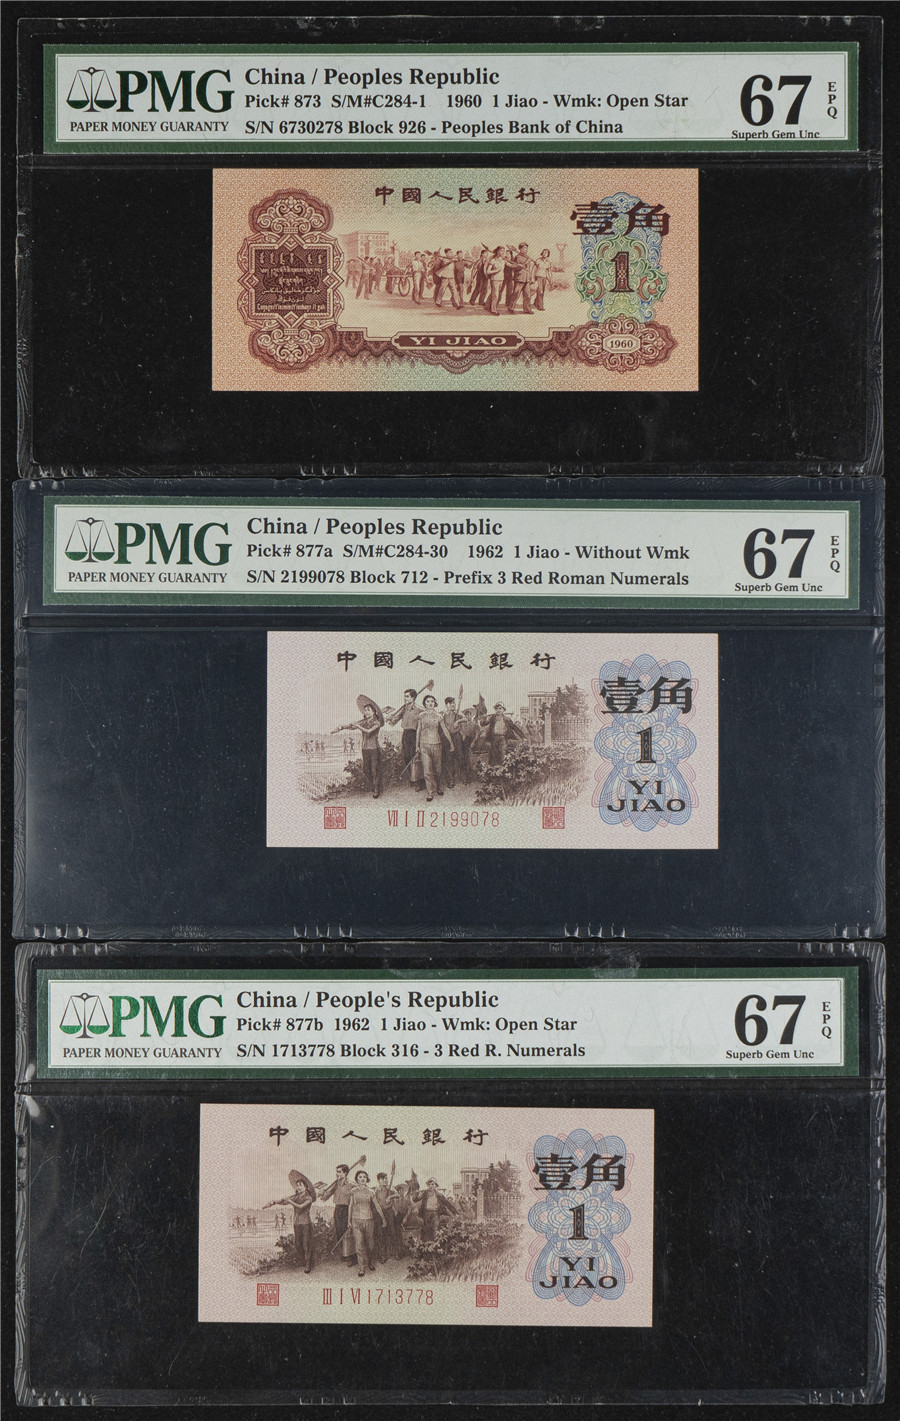 PMG
PAPER MONEY GUARANTY
China / Peoples Republic
Pick# 873 S/M#C284-1 1960 1 Jiao - Wmk: Open Star
S/N 6730278 Block 926 - Peoples Bank of China
67
EPQ
Superb Gem Unc
中國人民銀行
壹角
1
YI JIAO
1960
PMG
PAPER MONEY GUARANTY
China / Peoples Republic
Pick# 877a S/M#C284-30 1962 1 Jiao - Without Wmk
S/N 2199078 Block 712 - Prefix 3 Red Roman Numerals
67
EPQ
Superb Gem Unc
中國人民銀行
壹角
1
YI
JIAO
VII I II 2199078
PMG
PAPER MONEY GUARANTY
China / People's Republic
Pick# 877b 1962 1 Jiao - Wmk: Open Star
S/N 1713778 Block 316 - 3 Red R. Numerals
67
EPQ
Superb Gem Unc
中國人民銀行
壹角
1
YI
JIAO
III I VI 1713778